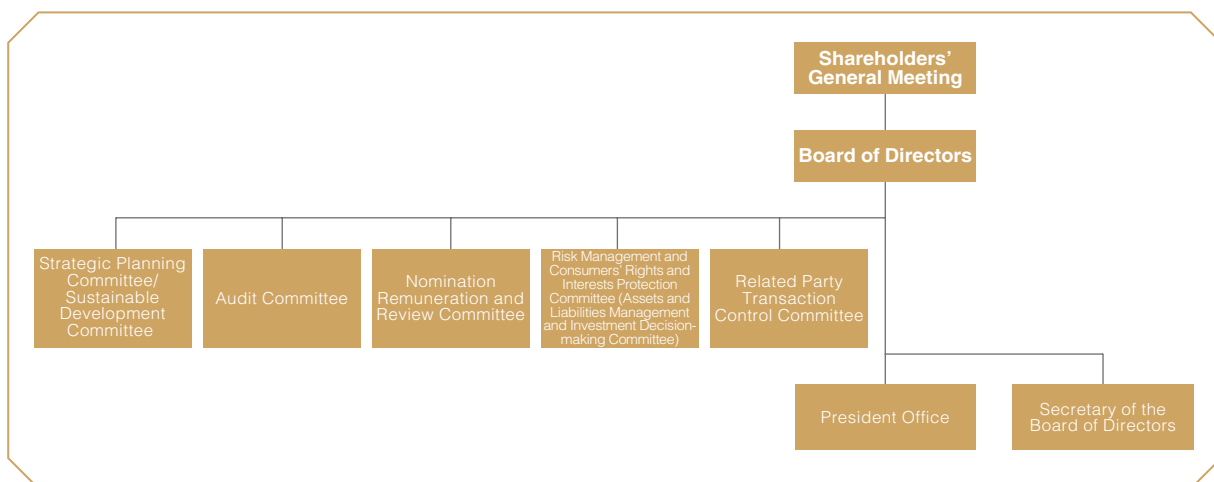 Shareholders'
General Meeting
Board of Directors
Strategic Planning
Committee/
Sustainable
Development
Committee
Audit Committee
Nomination
Remuneration and
Review Committee
Risk Management and
Consumers' Rights and
Interests Protection
Committee (Assets and
Liabilities Management
and Investment Decision-
making Committee)
Related Party
Transaction
Control Committee
President Office
Secretary of the
Board of Directors